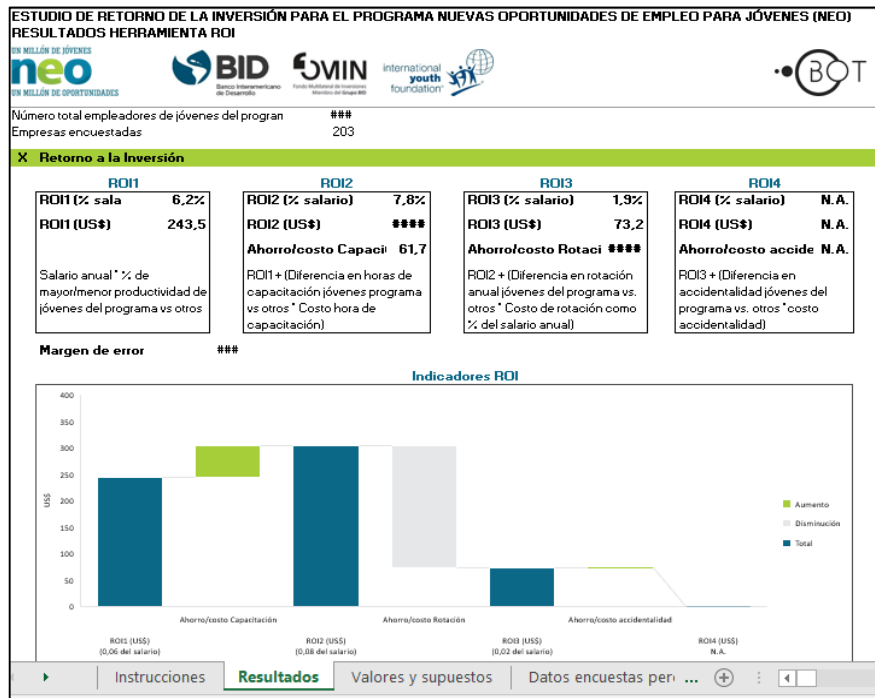 ESTUDIO DE RETORNO DE LA INVERSIÓN PARA EL PROGRAMA NUEVAS OPORTUNIDADES DE EMPLEO PARA JÓVENES (NEO)
RESULTADOS HERRAMIENTA ROI
UN MILLÓN DE JÓVENES
neo
UN MILLÓN DE OPORTUNIDADES
BID
Banco Interamericano
de Desarrollo
FOMIN
Fondo Multilateral de Inversiones
Miembro del Grupo BID
international
youth
foundation
BOT
Número total empleadores de jóvenes del progran ###
Empresas encuestadas 203
X Retorno a la Inversión
ROI1
ROI1 (% sala 6,2%
ROI1 (US$) 243,5
Salario anual * % de
mayor/menor productividad de
jóvenes del programa vs otros
ROI2
ROI2 (% salario) 7,8%
ROI2 (US$) ####
Ahorro/costo Capaci 61,7
ROI1 + (Diferencia en horas de
capacitación jóvenes programa
vs otros * Costo hora de
capacitación)
ROI3
ROI3 (% salario) 1,9%
ROI3 (US$) 73,2
Ahorro/costo Rotaci ####
ROI2 + (Diferencia en rotación
anual jóvenes del programa vs.
otros * Costo de rotación como
% del salario anual)
ROI4
ROI4 (% salario) N.A.
ROI4 (US$) N.A.
Ahorro/costo accide N.A.
ROI3 + (Diferencia en
accidentalidad jóvenes del
programa vs. otros * costo
accidentalidad)
Margen de error ###
Indicadores ROI
400
350
300
250
200
150
100
50
0
US$
Aumento
Disminución
Total
Ahorro/costo Capacitación
Ahorro/costo Rotación
Ahorro/costo accidentalidad
ROI1 (US$)
(0,06 del salario)
ROI2 (US$)
(0,08 del salario)
ROI3 (US$)
(0,02 del salario)
ROI4 (US$)
N.A.
Instrucciones
Resultados
Valores y supuestos
Datos encuestas per ...